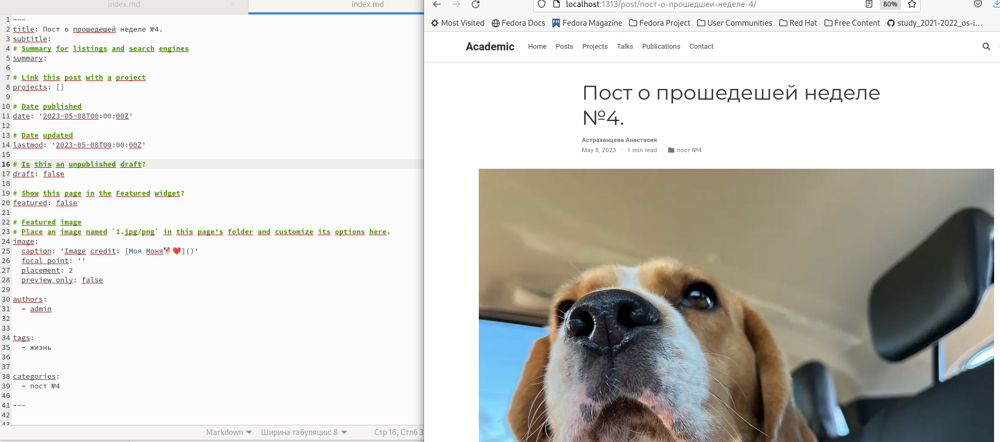 index.md
index.md
1 ---
2 title: Пост о прошедешей неделе №4.
3 subtitle:
4 # Summary for listings and search engines
5 summary:
6
7 # Link this post with a project
8 projects: []
9
10 # Date published
11 date: '2023-05-08T00:00:00Z'
12
13 # Date updated
14 lastmod: '2023-05-08T00:00:00Z'
15
16 # Is this an unpublished draft?
17 draft: false
18
19 # Show this page in the Featured widget?
20 featured: false
21
22 # Featured image
23 # Place an image named `1.jpg/png` in this page's folder and customize its options here.
24 image:
25   caption: 'Image credit: [Моя Моня🐕❤️]()'
26   focal_point: ''
27   placement: 2
28   preview_only: false
29
30 authors:
31   - admin
32
33
34 tags:
35   - жизнь
36
37
38 categories:
39   - пост №4
40
41 ---
42
43
Markdown Ширина табуляции: 8 Стр 16, Стлб 3
localhost:1313/post/пост-о-прошедшей-неделе-4/ 80%
Most Visited Fedora Docs Fedora Magazine Fedora Project User Communities Red Hat Free Content study_2021-2022_os-i…
Academic Home Posts Projects Talks Publications Contact
Пост о прошедешей неделе
№4.
Астраханцева Анастасия
May 8, 2023 · 1 min read · пост №4